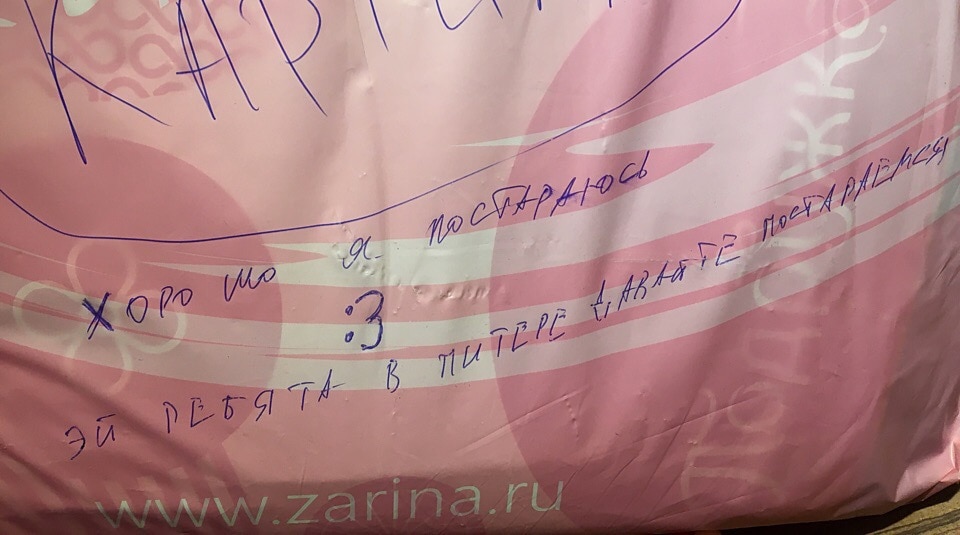 ХОРОШО Я ПОСТАРАЮСЬ
:3
ЭЙ РЕБЯТА В ПИТЕРЕ ДАВАЙТЕ ПОСТАРАЕМСЯ
www.zarina.ru